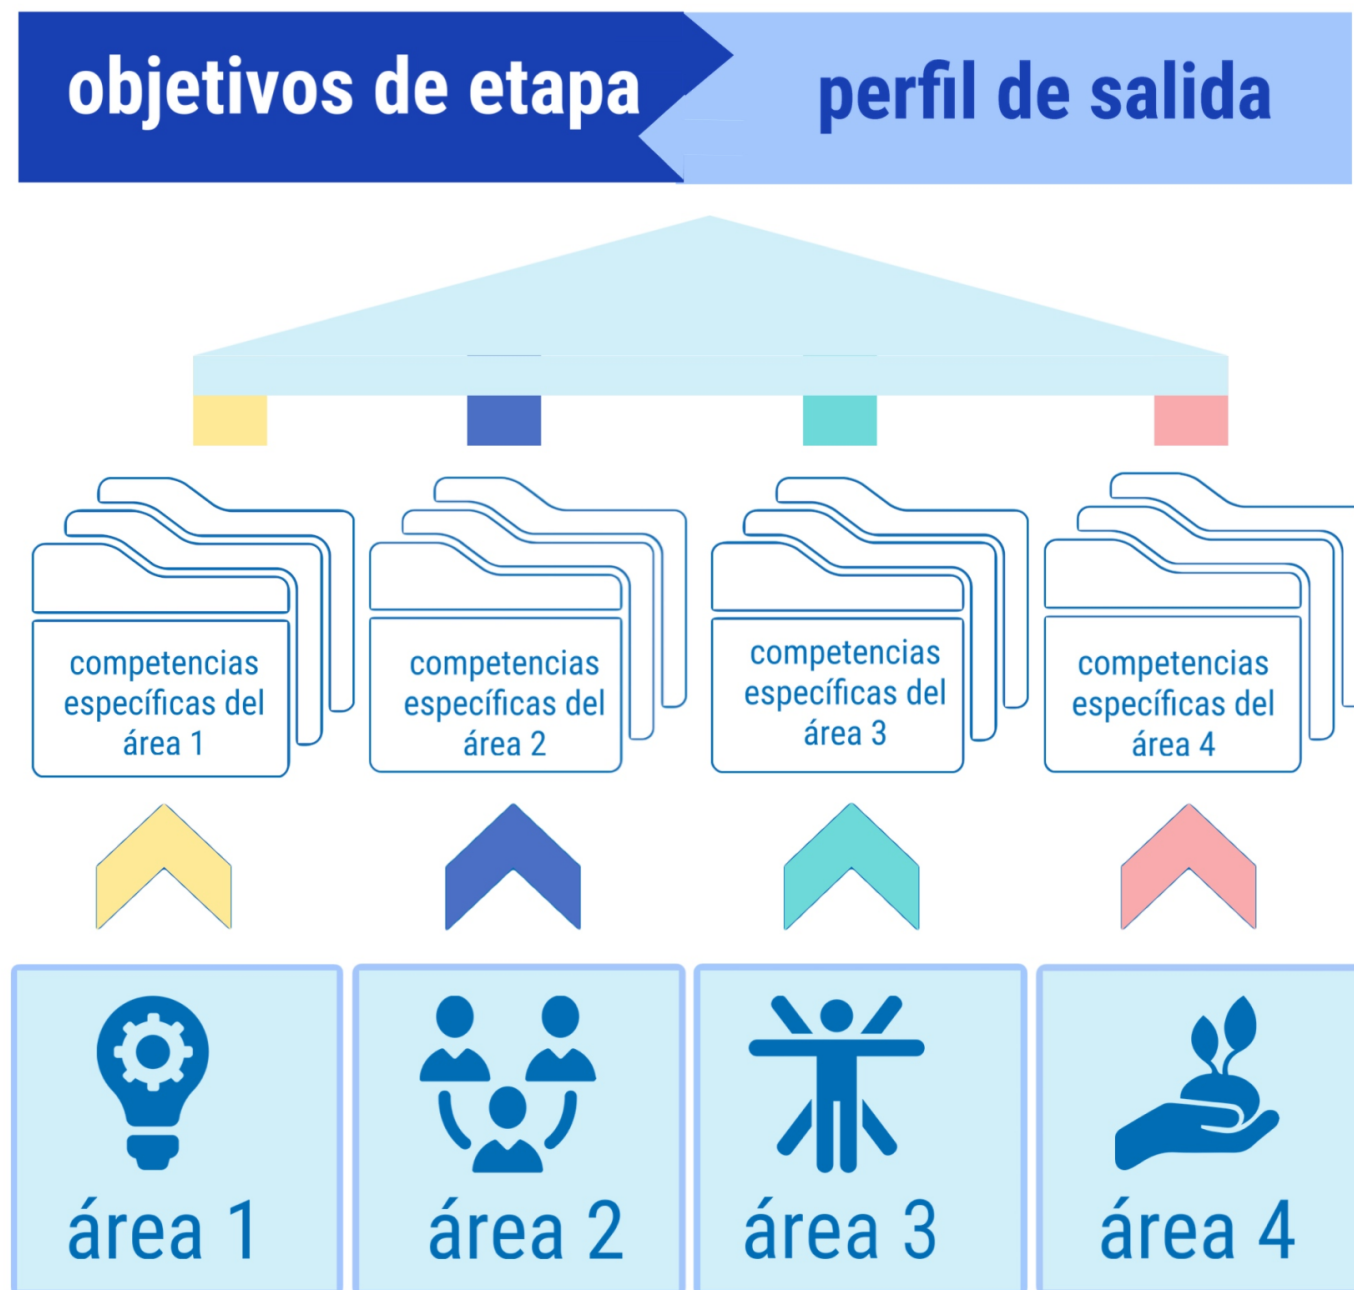 objetivos de etapa
perfil de salida
competencias
específicas del
área 1
competencias
específicas del
área 2
competencias
específicas del
área 3
competencias
específicas del
área 4
área 1
área 2
área 3
área 4